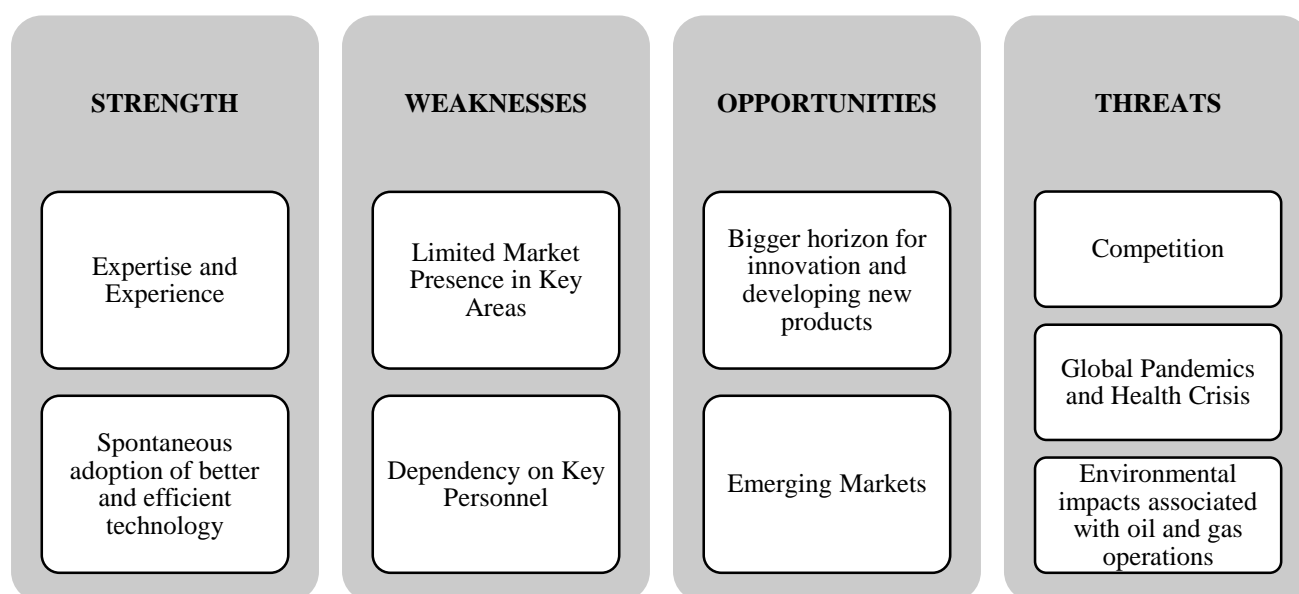 STRENGTH
Expertise and
Experience
Spontaneous
adoption of better
and efficient
technology
WEAKNESSES
Limited Market
Presence in Key
Areas
Dependency on Key
Personnel
OPPORTUNITIES
Bigger horizon for
innovation and
developing new
products
Emerging Markets
THREATS
Competition
Global Pandemics
and Health Crisis
Environmental
impacts associated
with oil and gas
operations